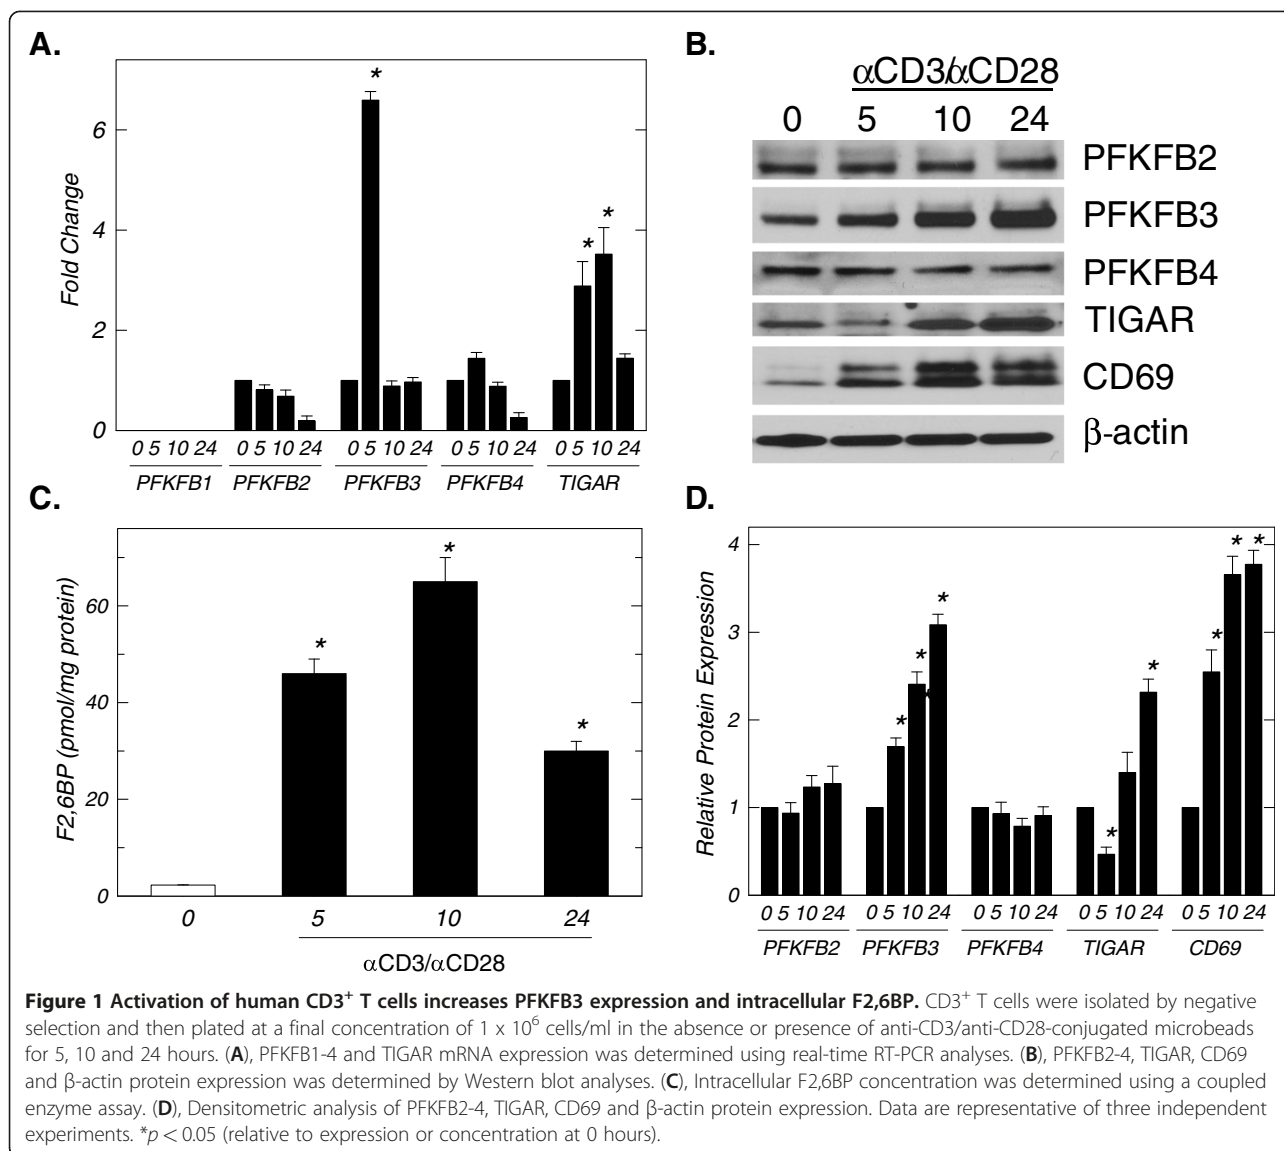 A.
*
*
*
6
4
2
0
Fold Change
0 5 10 24 0 5 10 24 0 5 10 24 0 5 10 24 0 5 10 24
PFKFB1 PFKFB2 PFKFB3 PFKFB4 TIGAR
B.
αCD3/αCD28
0 5 10 24
PFKFB2
PFKFB3
PFKFB4
TIGAR
CD69
β-actin
C.
*
*
*
60
40
20
0
F2,6BP (pmol/mg protein)
0 5 10 24
αCD3/αCD28
D.
* * * * * * * *
4
3
2
1
0
Relative Protein Expression
0 5 10 24 0 5 10 24 0 5 10 24 0 5 10 24 0 5 10 24
PFKFB2 PFKFB3 PFKFB4 TIGAR CD69
Figure 1 Activation of human CD3⁺ T cells increases PFKFB3 expression and intracellular F2,6BP. CD3⁺ T cells were isolated by negative
selection and then plated at a final concentration of 1 x 10⁶ cells/ml in the absence or presence of anti-CD3/anti-CD28-conjugated microbeads
for 5, 10 and 24 hours. (A), PFKFB1-4 and TIGAR mRNA expression was determined using real-time RT-PCR analyses. (B), PFKFB2-4, TIGAR, CD69
and β-actin protein expression was determined by Western blot analyses. (C), Intracellular F2,6BP concentration was determined using a coupled
enzyme assay. (D), Densitometric analysis of PFKFB2-4, TIGAR, CD69 and β-actin protein expression. Data are representative of three independent
experiments. *p < 0.05 (relative to expression or concentration at 0 hours).